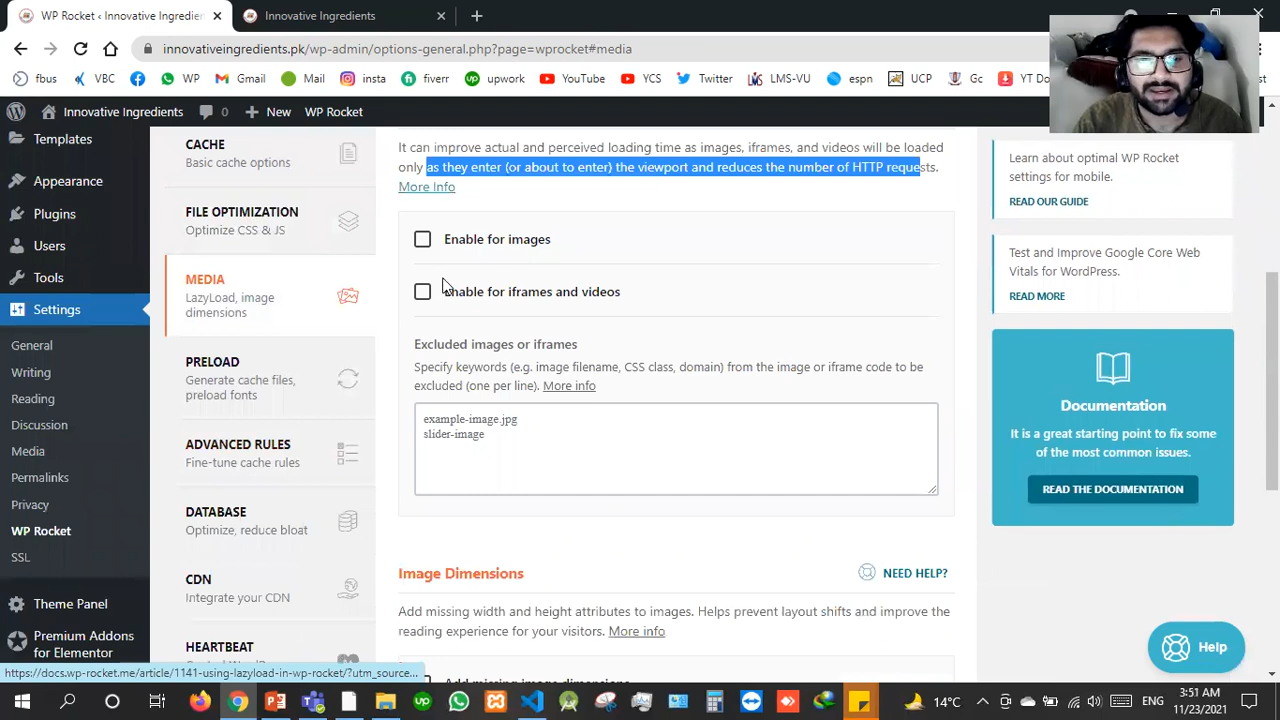 WP Rocket ‹ Innovative Ingredien
Innovative Ingredients
innovativeingredients.pk/wp-admin/options-general.php?page=wprocket#media
fbus
VBC
WP
Gmail
Mail
insta
fiverr
upwork
YouTube
YCS
Twitter
LMS-VU
espn
UCP
Gc
YT Do
st
Innovative Ingredients
0
New
WP Rocket
Templates
Appearance
Plugins
Users
Tools
Settings
General
Writing
Reading
Discussion
Media
Permalinks
Privacy
WP Rocket
SSL
Theme Panel
Premium Addons
for Elementor
CACHE
Basic cache options
FILE OPTIMIZATION
Optimize CSS & JS
MEDIA
LazyLoad, image
dimensions
PRELOAD
Generate cache files,
preload fonts
ADVANCED RULES
Fine-tune cache rules
DATABASE
Optimize, reduce bloat
CDN
Integrate your CDN
HEARTBEAT
It can improve actual and perceived loading time as images, iframes, and videos will be loaded
only as they enter (or about to enter) the viewport and reduces the number of HTTP requests.
More Info
Enable for images
Enable for iframes and videos
Excluded images or iframes
Specify keywords (e.g. image filename, CSS class, domain) from the image or iframe code to be
excluded (one per line). More info
example-image.jpg
slider-image
Image Dimensions
NEED HELP?
Add missing width and height attributes to images. Helps prevent layout shifts and improve the
reading experience for your visitors. More info
Add missing image dimensions
Learn about optimal WP Rocket
settings for mobile.
READ OUR GUIDE
Test and Improve Google Core Web
Vitals for WordPress.
READ MORE
Documentation
It is a great starting point to fix some
of the most common issues.
READ THE DOCUMENTATION
Help
https://docs.wp-rocket.me/article/1141-using-lazyload-in-wp-rocket/?utm_source...
14°C
ENG
3:51 AM
11/23/2021